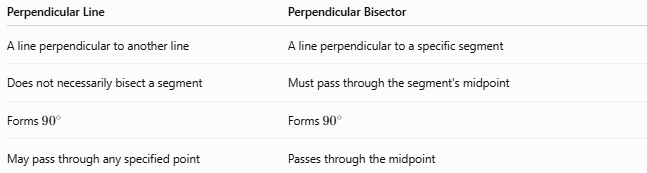 Perpendicular Line Perpendicular Bisector
A line perpendicular to another line A line perpendicular to a specific segment
Does not necessarily bisect a segment Must pass through the segment's midpoint
Forms 90° Forms 90°
May pass through any specified point Passes through the midpoint